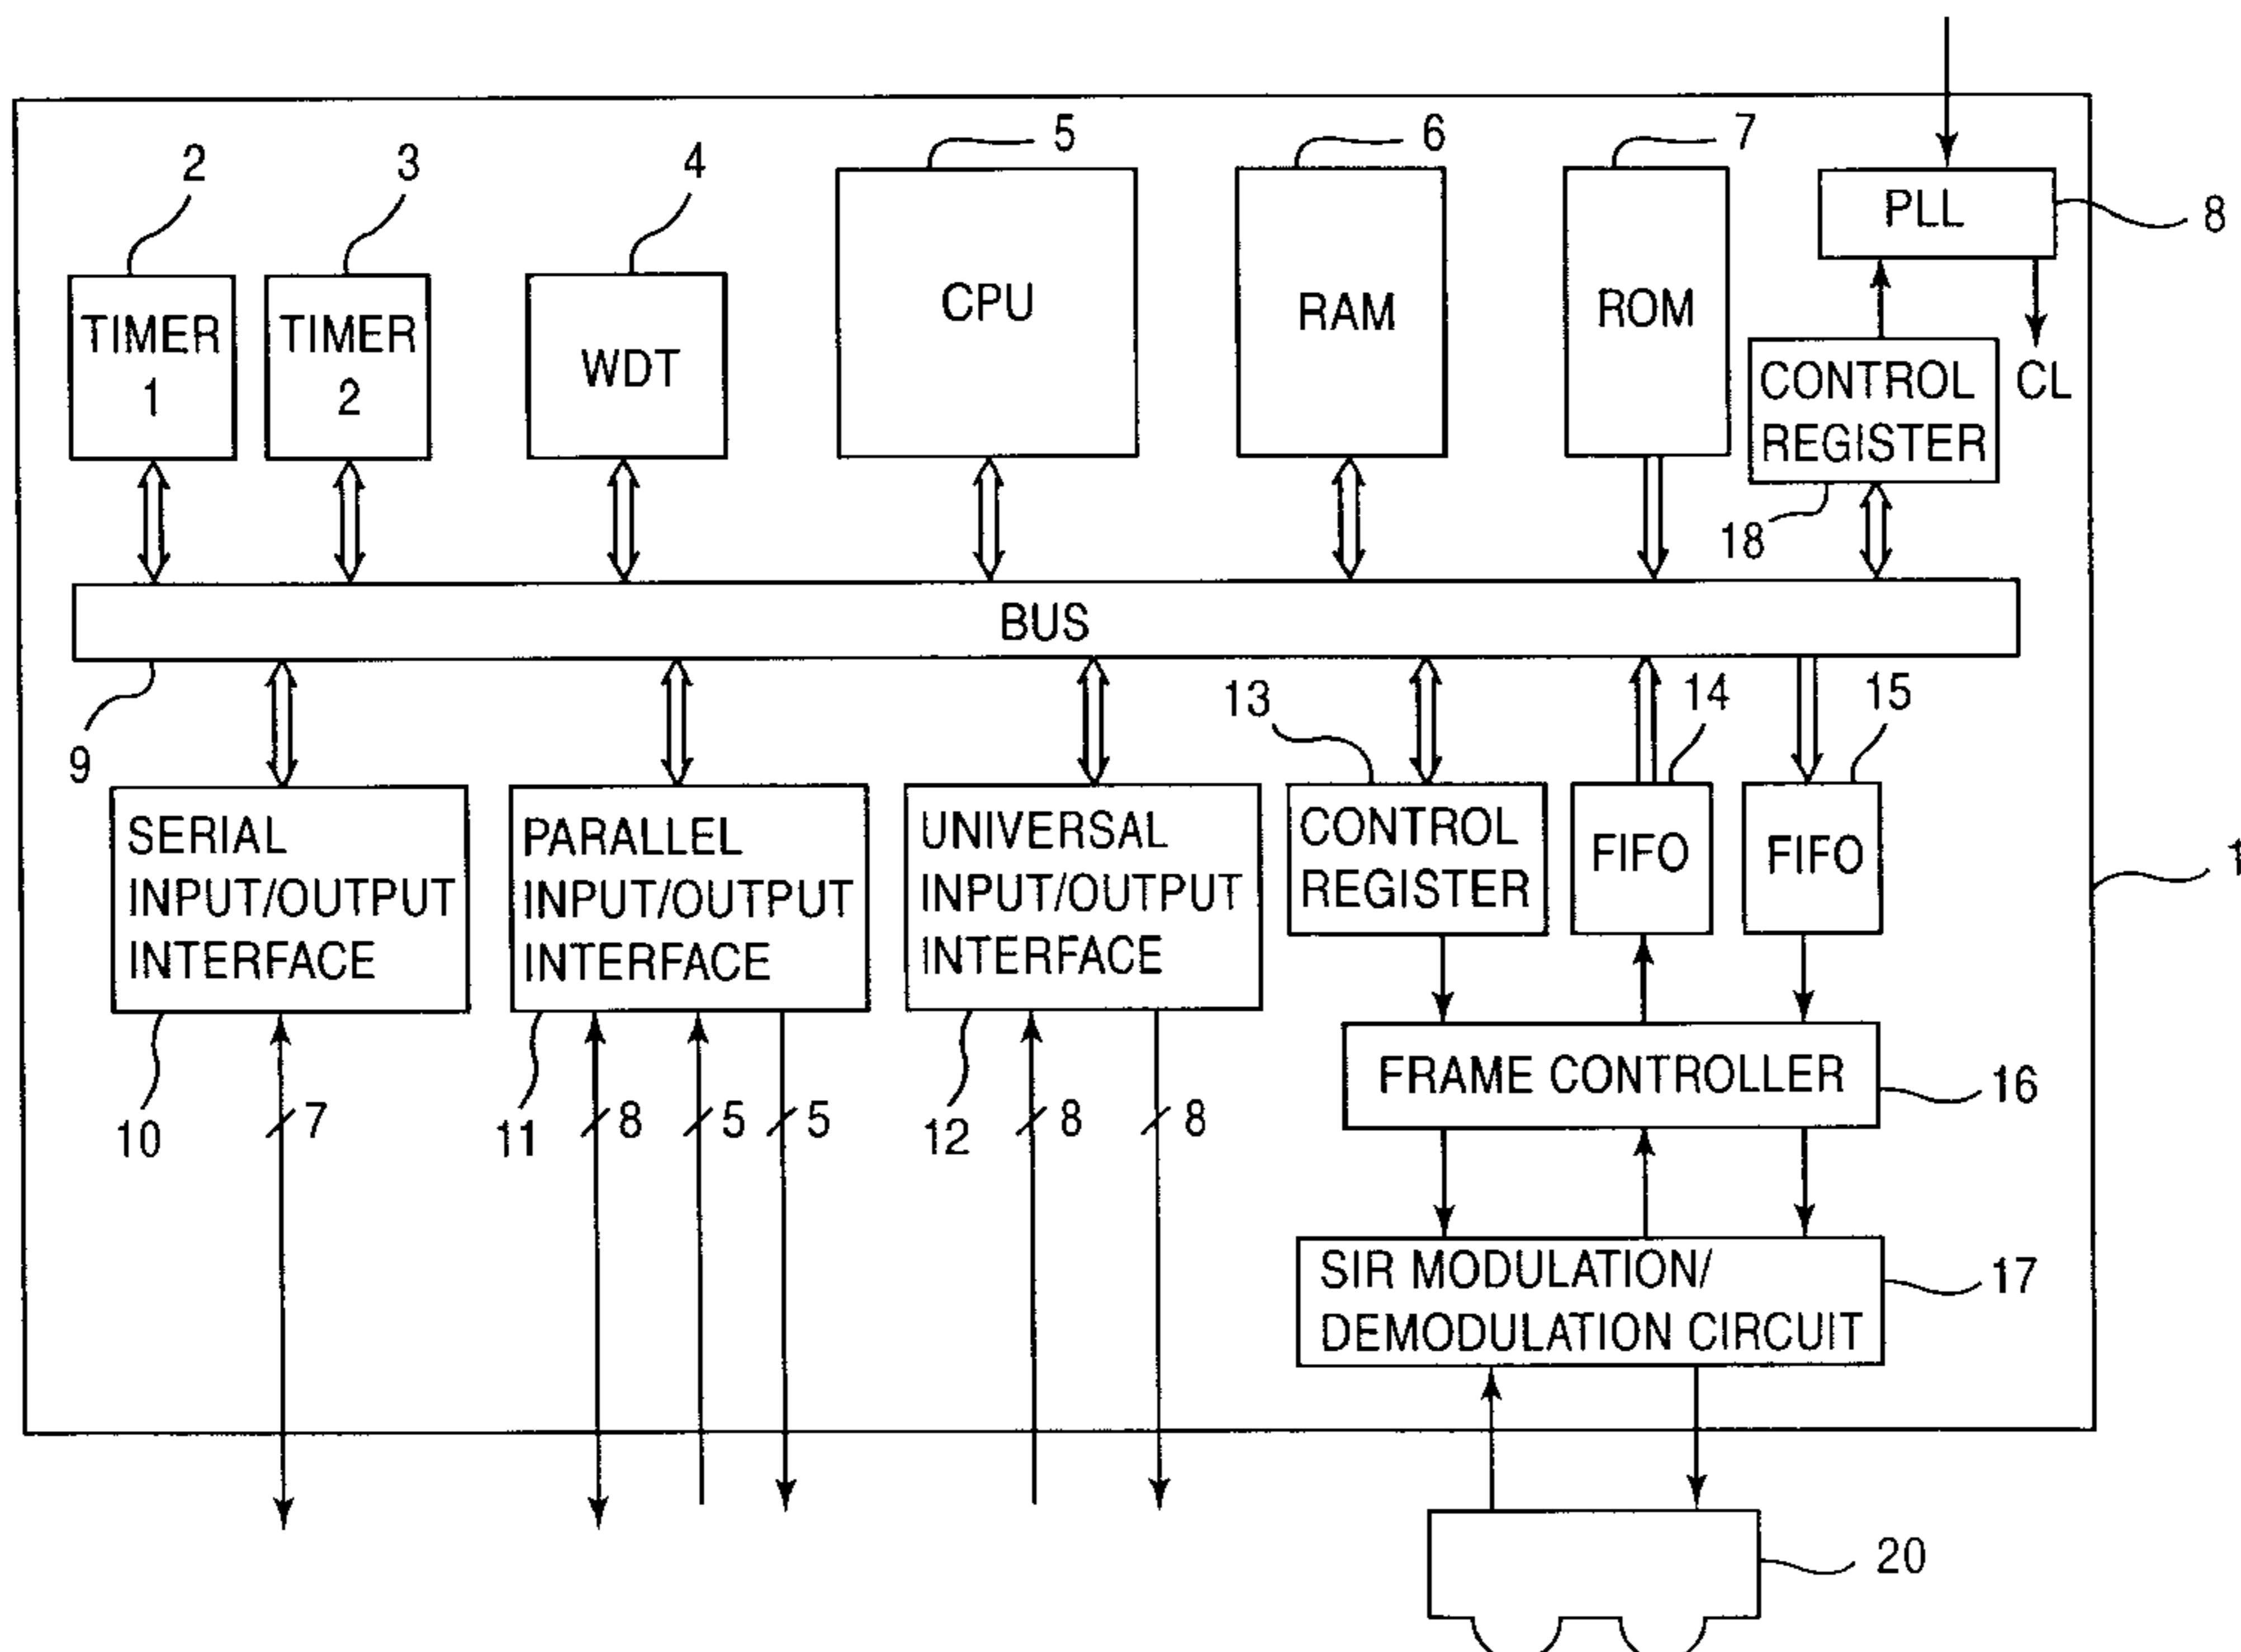 2
3
4
5
6
7
8
TIMER
1
TIMER
2
WDT
CPU
RAM
ROM
PLL
CONTROL
REGISTER
CL
18
BUS
9
13
14
15
1
SERIAL
INPUT/OUTPUT
INTERFACE
PARALLEL
INPUT/OUTPUT
INTERFACE
UNIVERSAL
INPUT/OUTPUT
INTERFACE
CONTROL
REGISTER
FIFO
FIFO
10
7
11
8
5
5
12
8
8
FRAME CONTROLLER
16
SIR MODULATION/
DEMODULATION CIRCUIT
17
20